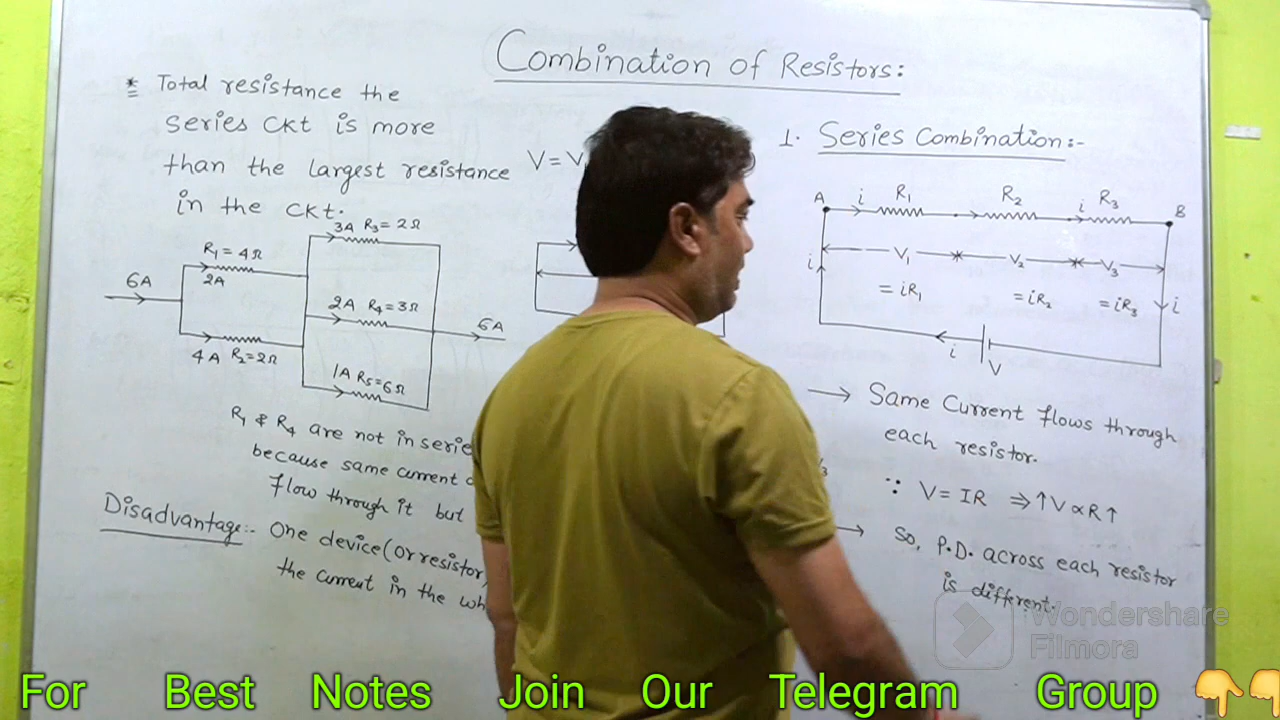 Combination of Resistors:
* Total resistance the
series CKt is more
than the largest resistance
in the CKt.
6A
R₁ = 4Ω
2A
4A R₂=2Ω
3A R₃ = 2Ω
2A R₄ = 3Ω
1A R₅ = 6Ω
6A
R₁ & R₄ are not in serie
because same current
flow through it but
Disadvantage:- One device (or resistor
the current in the wh
V = V
1. Series Combination:-
A i R₁ R₂ i R₃ B
i V₁ V₂ V₃
= iR₁ = iR₂ = iR₃ i
i V
→ Same Current flows through
each resistor.
∵ V = IR ⇒ ↑V ∝ R↑
→ So, P.D. across each resistor
is different.
Wondershare
Filmora
For Best Notes Join Our Telegram Group 👇👇